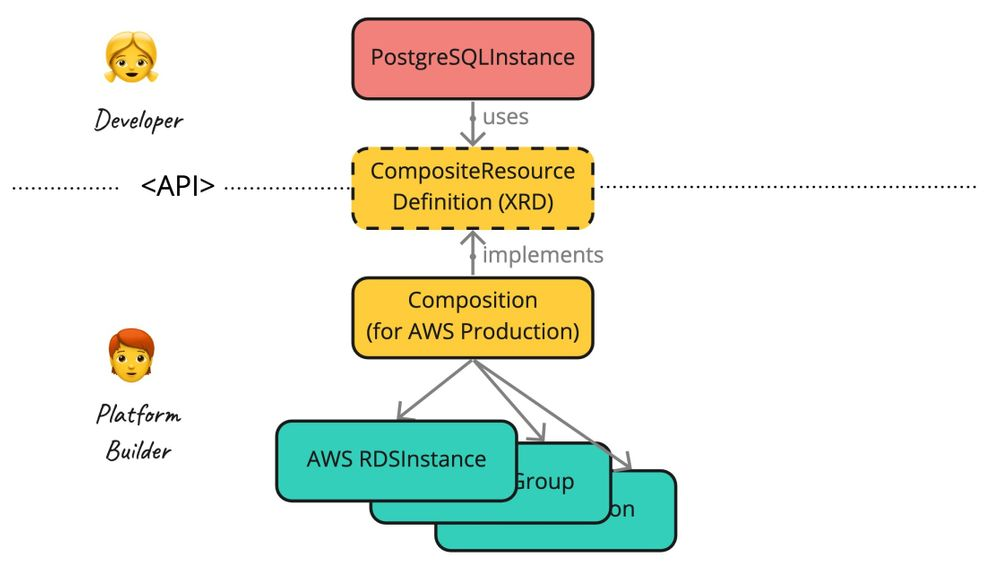 PostgreSQLInstance
Developer
uses
<API>
CompositeResource
Definition (XRD)
implements
Composition
(for AWS Production)
Platform
Builder
AWS RDSInstance
Group
on